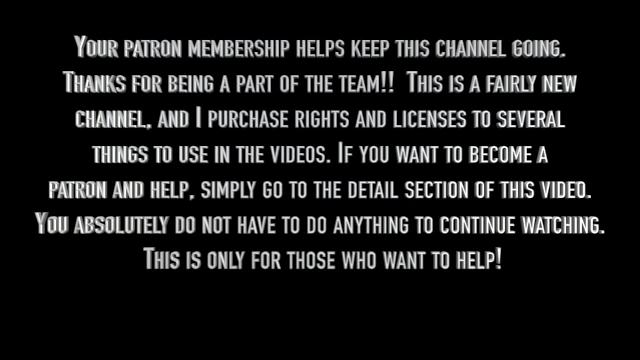 Your patron membership helps keep this channel going.
Thanks for being a part of the team!! This is a fairly new
channel, and I purchase rights and licenses to several
things to use in the videos. If you want to become a
patron and help, simply go to the detail section of this video.
You absolutely do not have to do anything to continue watching.
This is only for those who want to help!